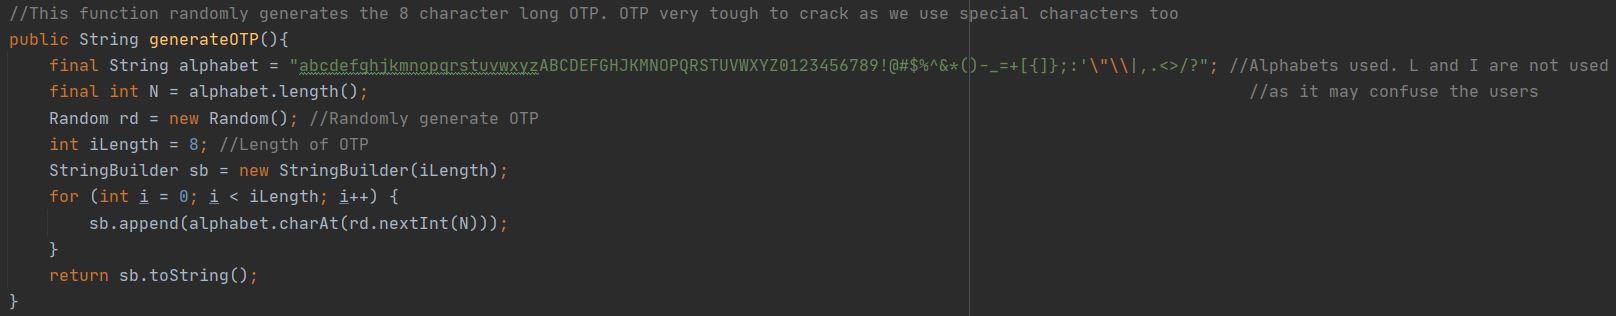 //This function randomly generates the 8 character long OTP. OTP very tough to crack as we use special characters too
public String generateOTP(){
    final String alphabet = "abcdefghjkmnopqrstuvwxyzABCDEFGHJKMNOPQRSTUVWXYZ0123456789!@#$%^&*()-_=+[{]};:'\"\\|,.<>/?"; //Alphabets used. L and I are not used
    final int N = alphabet.length(); //as it may confuse the users
    Random rd = new Random(); //Randomly generate OTP
    int iLength = 8; //Length of OTP
    StringBuilder sb = new StringBuilder(iLength);
    for (int i = 0; i < iLength; i++) {
        sb.append(alphabet.charAt(rd.nextInt(N)));
    }
    return sb.toString();
}